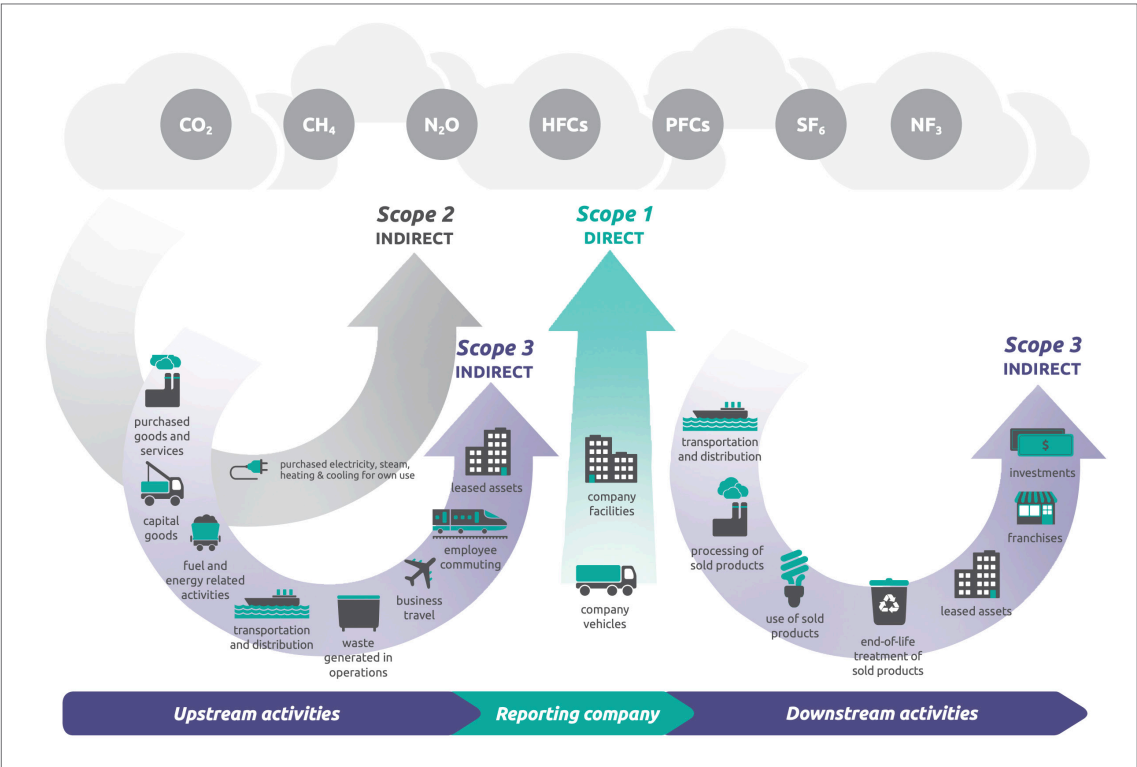 CO₂
CH₄
N₂O
HFCs
PFCs
SF₆
NF₃
Scope 2
INDIRECT
Scope 1
DIRECT
Scope 3
INDIRECT
Scope 3
INDIRECT
purchased
goods and
services
capital
goods
fuel and
energy related
activities
purchased electricity, steam,
heating & cooling for own use
transportation
and distribution
waste
generated in
operations
business
travel
employee
commuting
leased assets
company
facilities
company
vehicles
transportation
and distribution
processing of
sold products
use of sold
products
end-of-life
treatment of
sold products
leased assets
franchises
$
investments
Upstream activities
Reporting company
Downstream activities